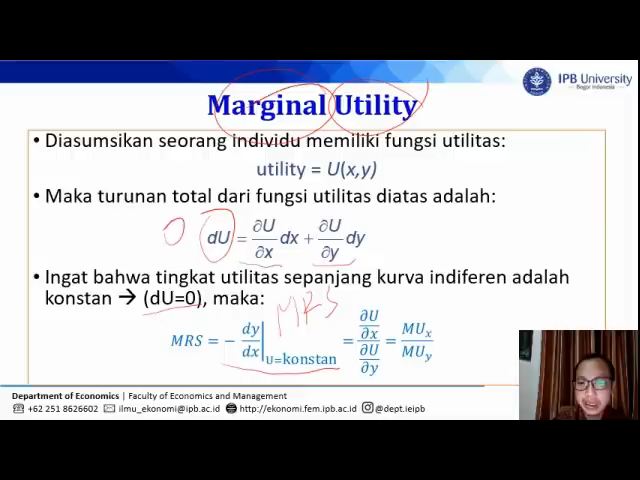 IPB University
Bogor Indonesia
Marginal Utility
• Diasumsikan seorang individu memiliki fungsi utilitas:
utility = U(x,y)
• Maka turunan total dari fungsi utilitas diatas adalah:
0 dU = ∂U/∂x dx + ∂U/∂y dy
• Ingat bahwa tingkat utilitas sepanjang kurva indiferen adalah
konstan → (dU=0), maka:
MRS
MRS = − dy/dx |U=konstan = (∂U/∂x)/(∂U/∂y) = MUx/MUy
Department of Economics | Faculty of Economics and Management
+62 251 8626602 ilmu_ekonomi@ipb.ac.id http://ekonomi.fem.ipb.ac.id @dept.ieipb